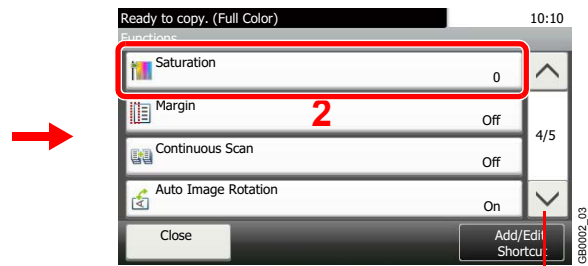 Ready to copy. (Full Color)
10:10
Functions
Saturation
0
2
Margin
Off
4/5
Continuous Scan
Off
Auto Image Rotation
On
Close
Add/Edit
Shortcut
GB0002_03